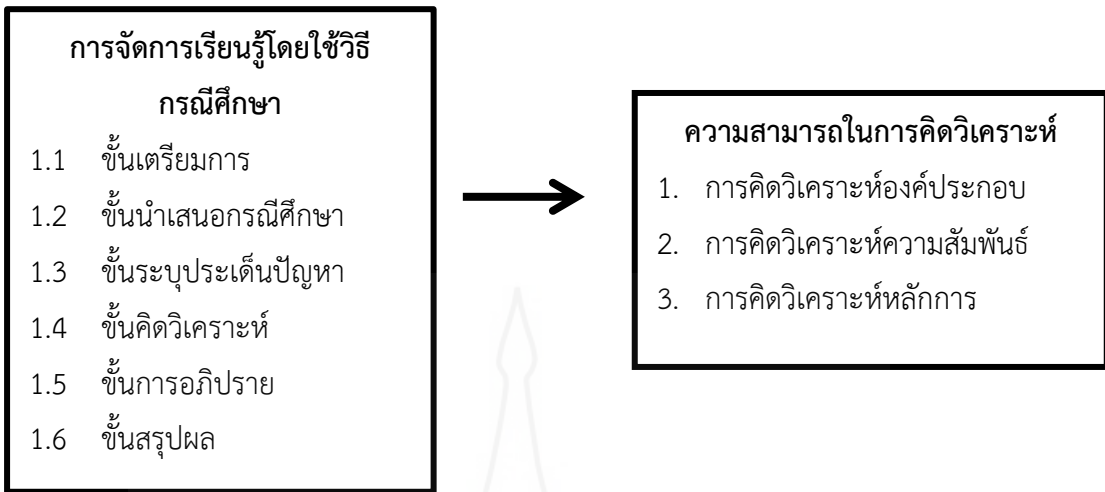 การจัดการเรียนรู้โดยใช้วิธี
กรณีศึกษา
1.1 ขั้นเตรียมการ
1.2 ขั้นนำเสนอกรณีศึกษา
1.3 ขั้นระบุประเด็นปัญหา
1.4 ขั้นคิดวิเคราะห์
1.5 ขั้นการอภิปราย
1.6 ขั้นสรุปผล
ความสามารถในการคิดวิเคราะห์
1. การคิดวิเคราะห์องค์ประกอบ
2. การคิดวิเคราะห์ความสัมพันธ์
3. การคิดวิเคราะห์หลักการ